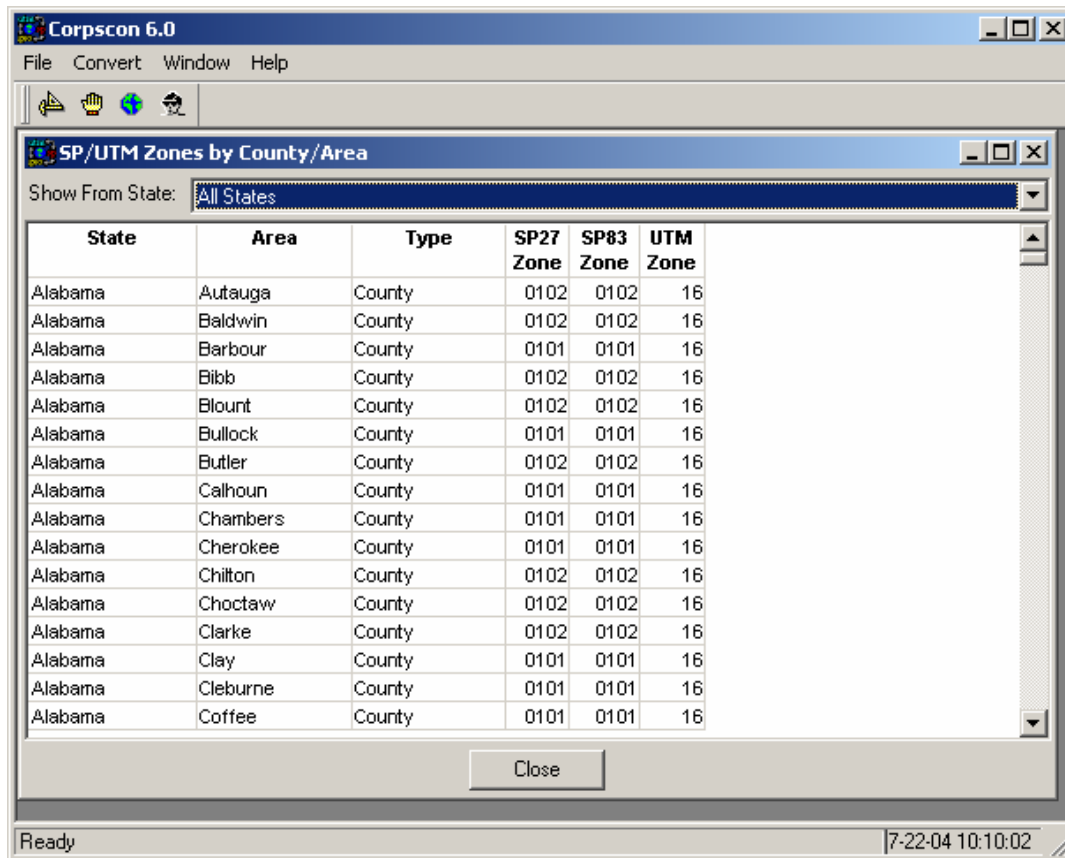 Corpscon 6.0
File Convert Window Help
SP/UTM Zones by County/Area
Show From State: All States
State Area Type SP27 Zone SP83 Zone UTM Zone
Alabama Autauga County 0102 0102 16
Alabama Baldwin County 0102 0102 16
Alabama Barbour County 0101 0101 16
Alabama Bibb County 0102 0102 16
Alabama Blount County 0102 0102 16
Alabama Bullock County 0101 0101 16
Alabama Butler County 0102 0102 16
Alabama Calhoun County 0101 0101 16
Alabama Chambers County 0101 0101 16
Alabama Cherokee County 0101 0101 16
Alabama Chilton County 0102 0102 16
Alabama Choctaw County 0102 0102 16
Alabama Clarke County 0102 0102 16
Alabama Clay County 0101 0101 16
Alabama Cleburne County 0101 0101 16
Alabama Coffee County 0101 0101 16
Close
Ready 7-22-04 10:10:02